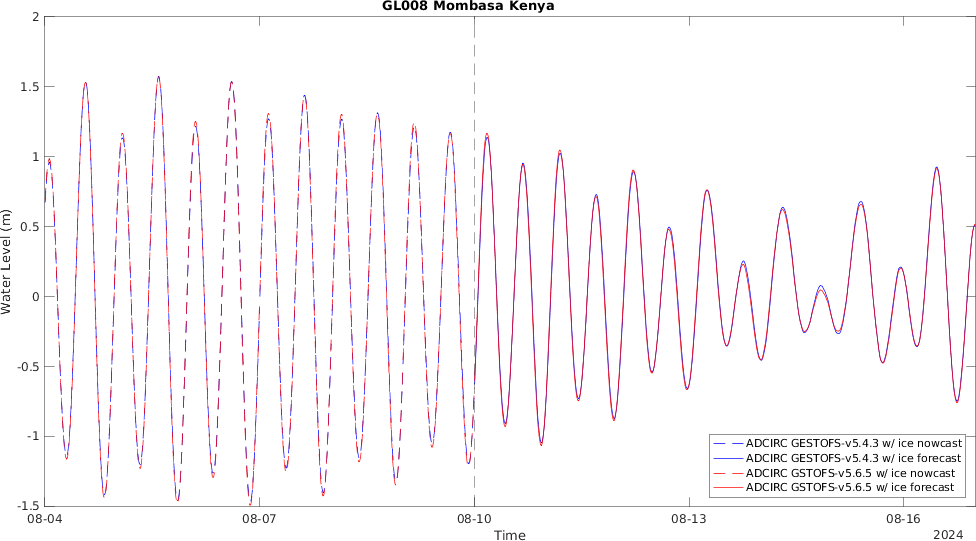 GL008 Mombasa Kenya
2
1.5
1
0.5
0
-0.5
-1
-1.5
Water Level (m)
08-04
08-07
08-10
08-13
08-16
Time
2024
ADCIRC GESTOFS-v5.4.3 w/ ice nowcast
ADCIRC GESTOFS-v5.4.3 w/ ice forecast
ADCIRC GSTOFS-v5.6.5 w/ ice nowcast
ADCIRC GSTOFS-v5.6.5 w/ ice forecast